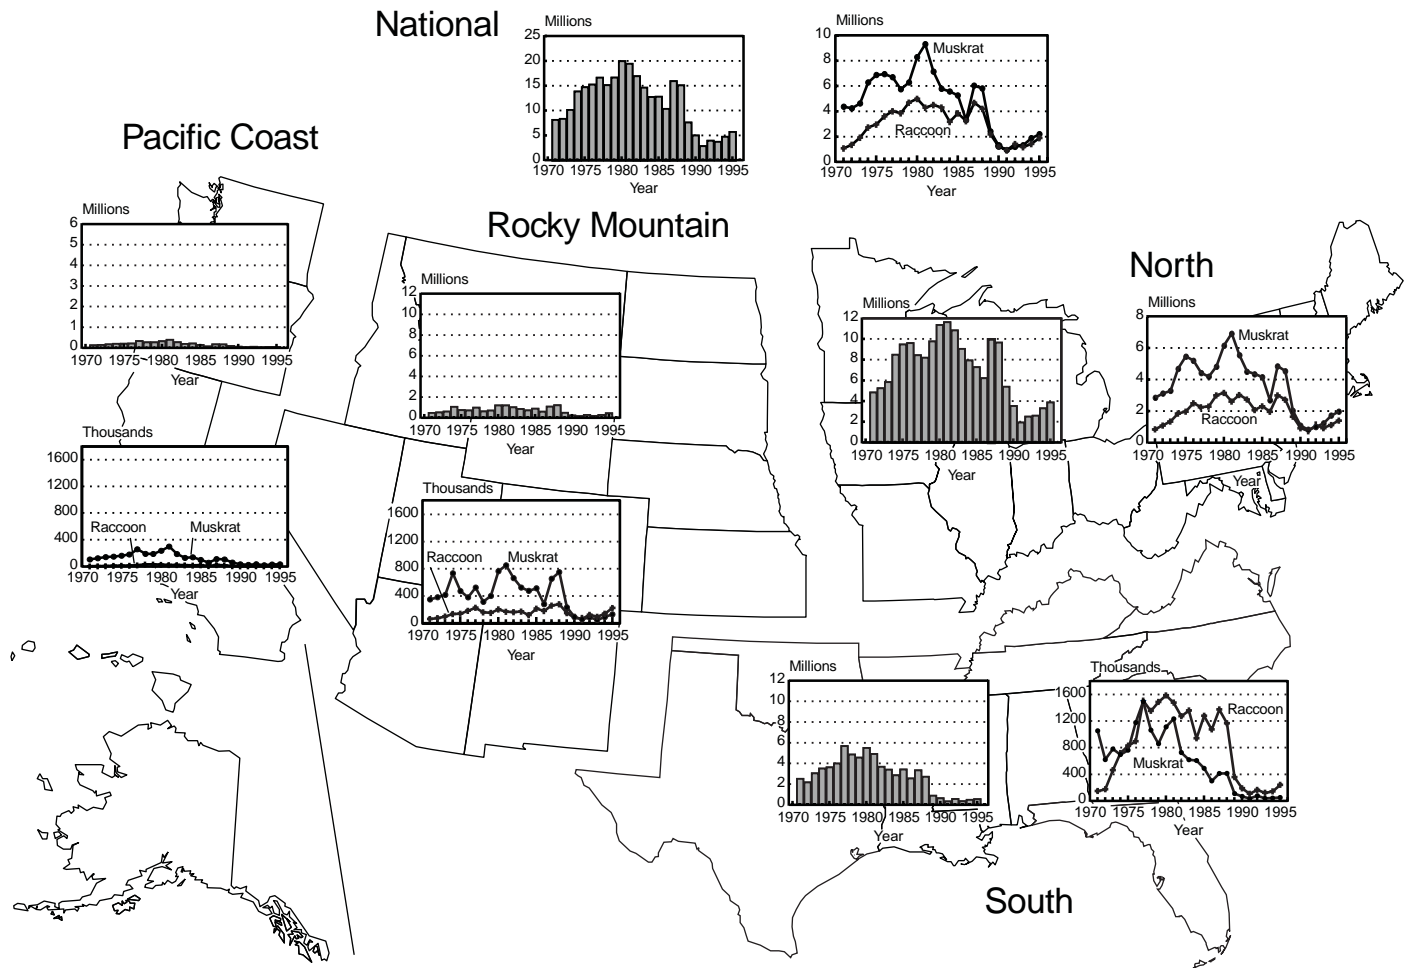 National
Millions
25
20
15
10
5
0
1970 1975 1980 1985 1990 1995
Year
Millions
10
8
6
4
2
0
Muskrat
Raccoon
1970 1975 1980 1985 1990 1995
Year
Pacific Coast
Millions
6
5
4
3
2
1
0
1970 1975 1980 1985 1990 1995
Year
Thousands
1600
1200
800
400
0
Raccoon Muskrat
1970 1975 1980 1985 1990 1995
Year
Rocky Mountain
Millions
12
10
8
6
4
2
0
1970 1975 1980 1985 1990 1995
Year
Thousands
1600
1200
800
400
0
Raccoon Muskrat
1970 1975 1980 1985 1990 1995
Year
North
Millions
12
10
8
6
4
2
0
1970 1975 1980 1985 1990 1995
Year
Millions
8
6
4
2
0
Muskrat
Raccoon
1970 1975 1980 1985 1990 1995
Year
Millions
12
10
8
6
4
2
0
1970 1975 1980 1985 1990 1995
Year
Thousands
1600
1200
800
400
0
Raccoon
Muskrat
1970 1975 1980 1985 1990 1995
Year
South